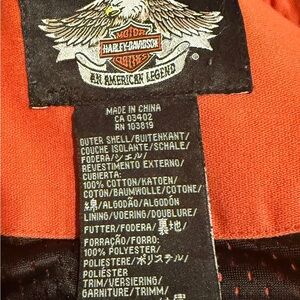 MOTOR
HARLEY-DAVIDSON
CLOTHES
AN AMERICAN LEGEND
®
MADE IN CHINA
CA 03402
RN 103819
OUTER SHELL/BUITENKANT/
COUCHE ISOLANTE/SCHALE/
FODERA/シェル/
REVESTIMENTO EXTERNO/
CUBIERTA:
100% COTTON/KATOEN/
COTON/BAUMWOLLE/COTONE/
綿/ALGODÃO/ALGODÓN
LINING/VOERING/DOUBLURE/
FUTTER/FODERA/裏地/
FORRAÇÃO/FORRO:
100% POLYESTER/
POLIESTERE/ポリステル/
POLIÉSTER
TRIM/VERSIERING/
GARNITURE/TRIMM/